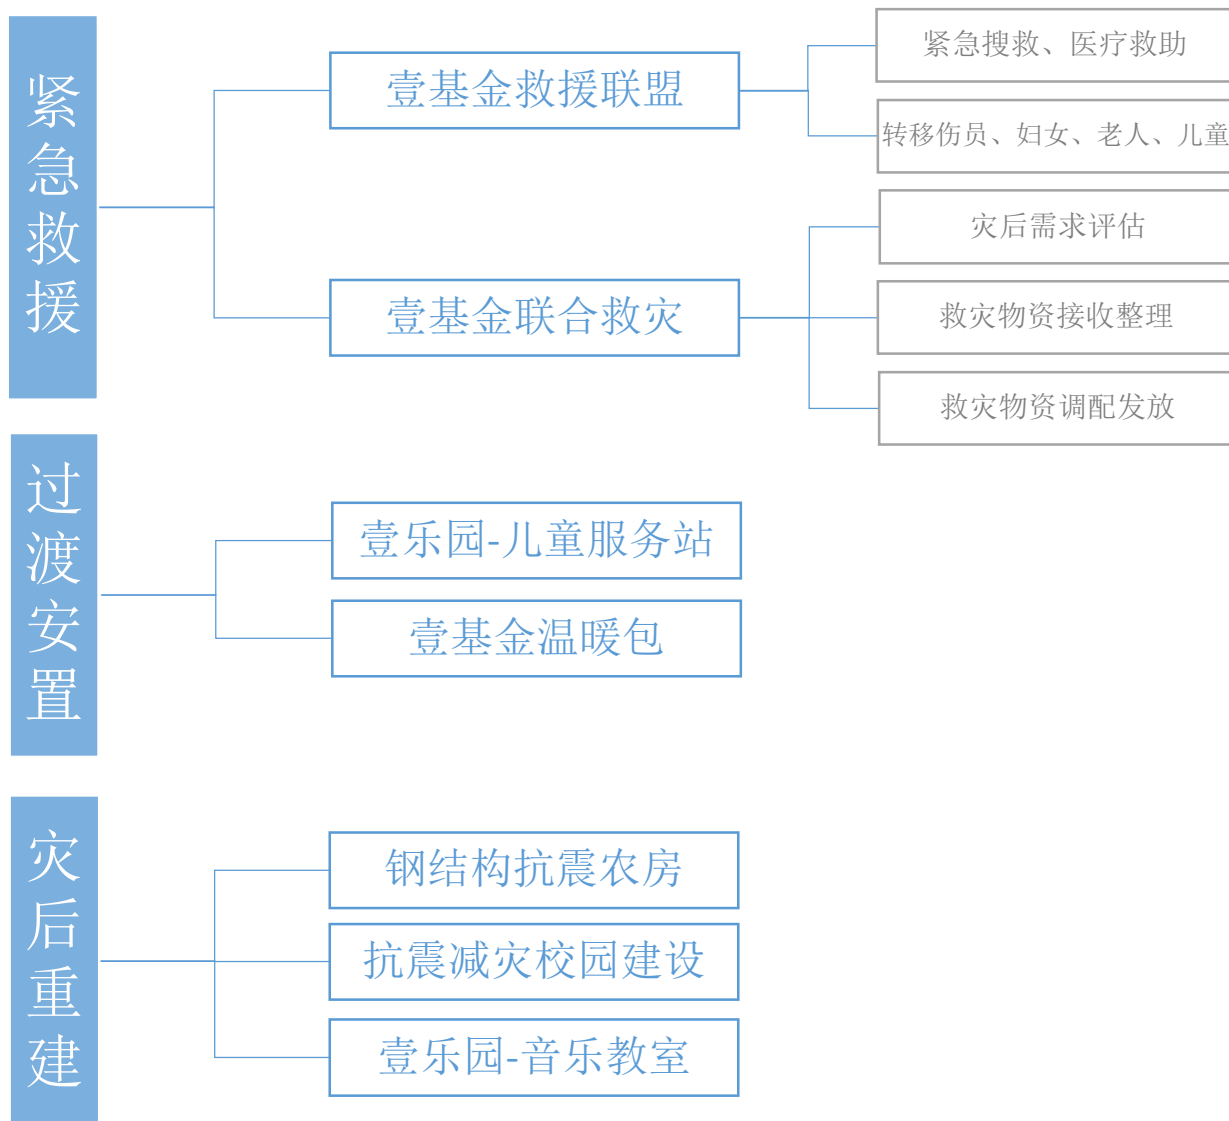 紧急救援
壹基金救援联盟
紧急搜救、医疗救助
转移伤员、妇女、老人、儿童
壹基金联合救灾
灾后需求评估
救灾物资接收整理
救灾物资调配发放
过渡安置
壹乐园-儿童服务站
壹基金温暖包
灾后重建
钢结构抗震农房
抗震减灾校园建设
壹乐园-音乐教室